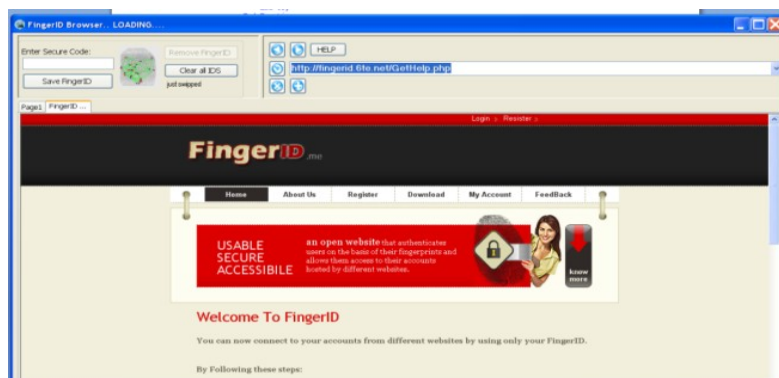 FingerID Browser.. LOADING....
Enter Secure Code:
Save FingerID
Remove FingerID
Clear all IDS
just swipped
HELP
http://fingerid.6te.net/GetHelp.php
Page1 FingerID ...
Login > Register >
FingerID.me
Home About Us Register Download My Account FeedBack
USABLE
SECURE
ACCESSIBILE
an open website that authenticates
users on the basis of their fingerprints and
allows them access to their accounts
hosted by different websites.
know
more
Welcome To FingerID
You can now connect to your accounts from different websites by using only your FingerID.
By Following these steps: